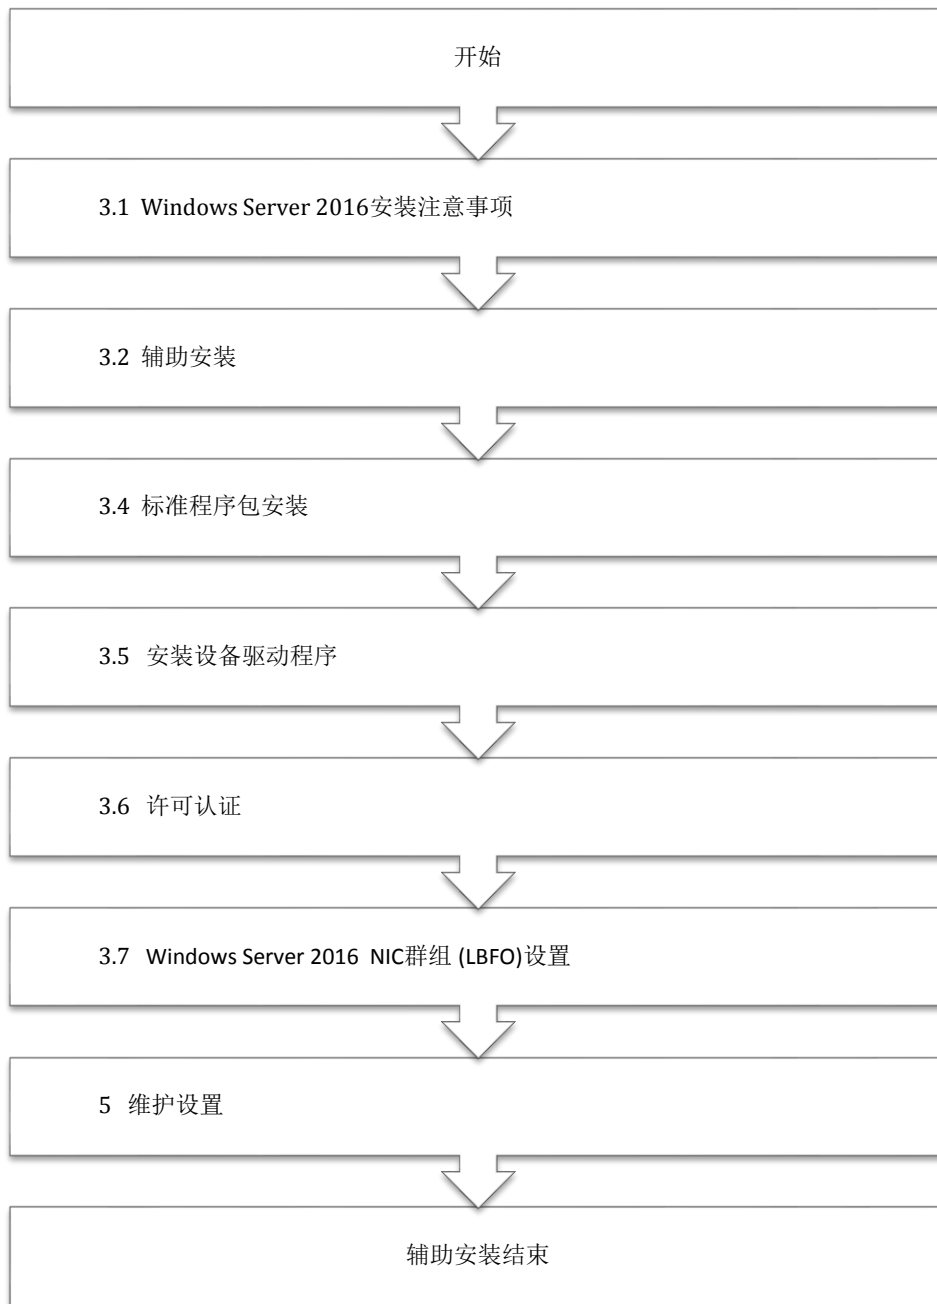 开始
3.1 Windows Server 2016安装注意事项
3.2 辅助安装
3.4 标准程序包安装
3.5 安装设备驱动程序
3.6 许可认证
3.7 Windows Server 2016 NIC群组 (LBFO)设置
5 维护设置
辅助安装结束